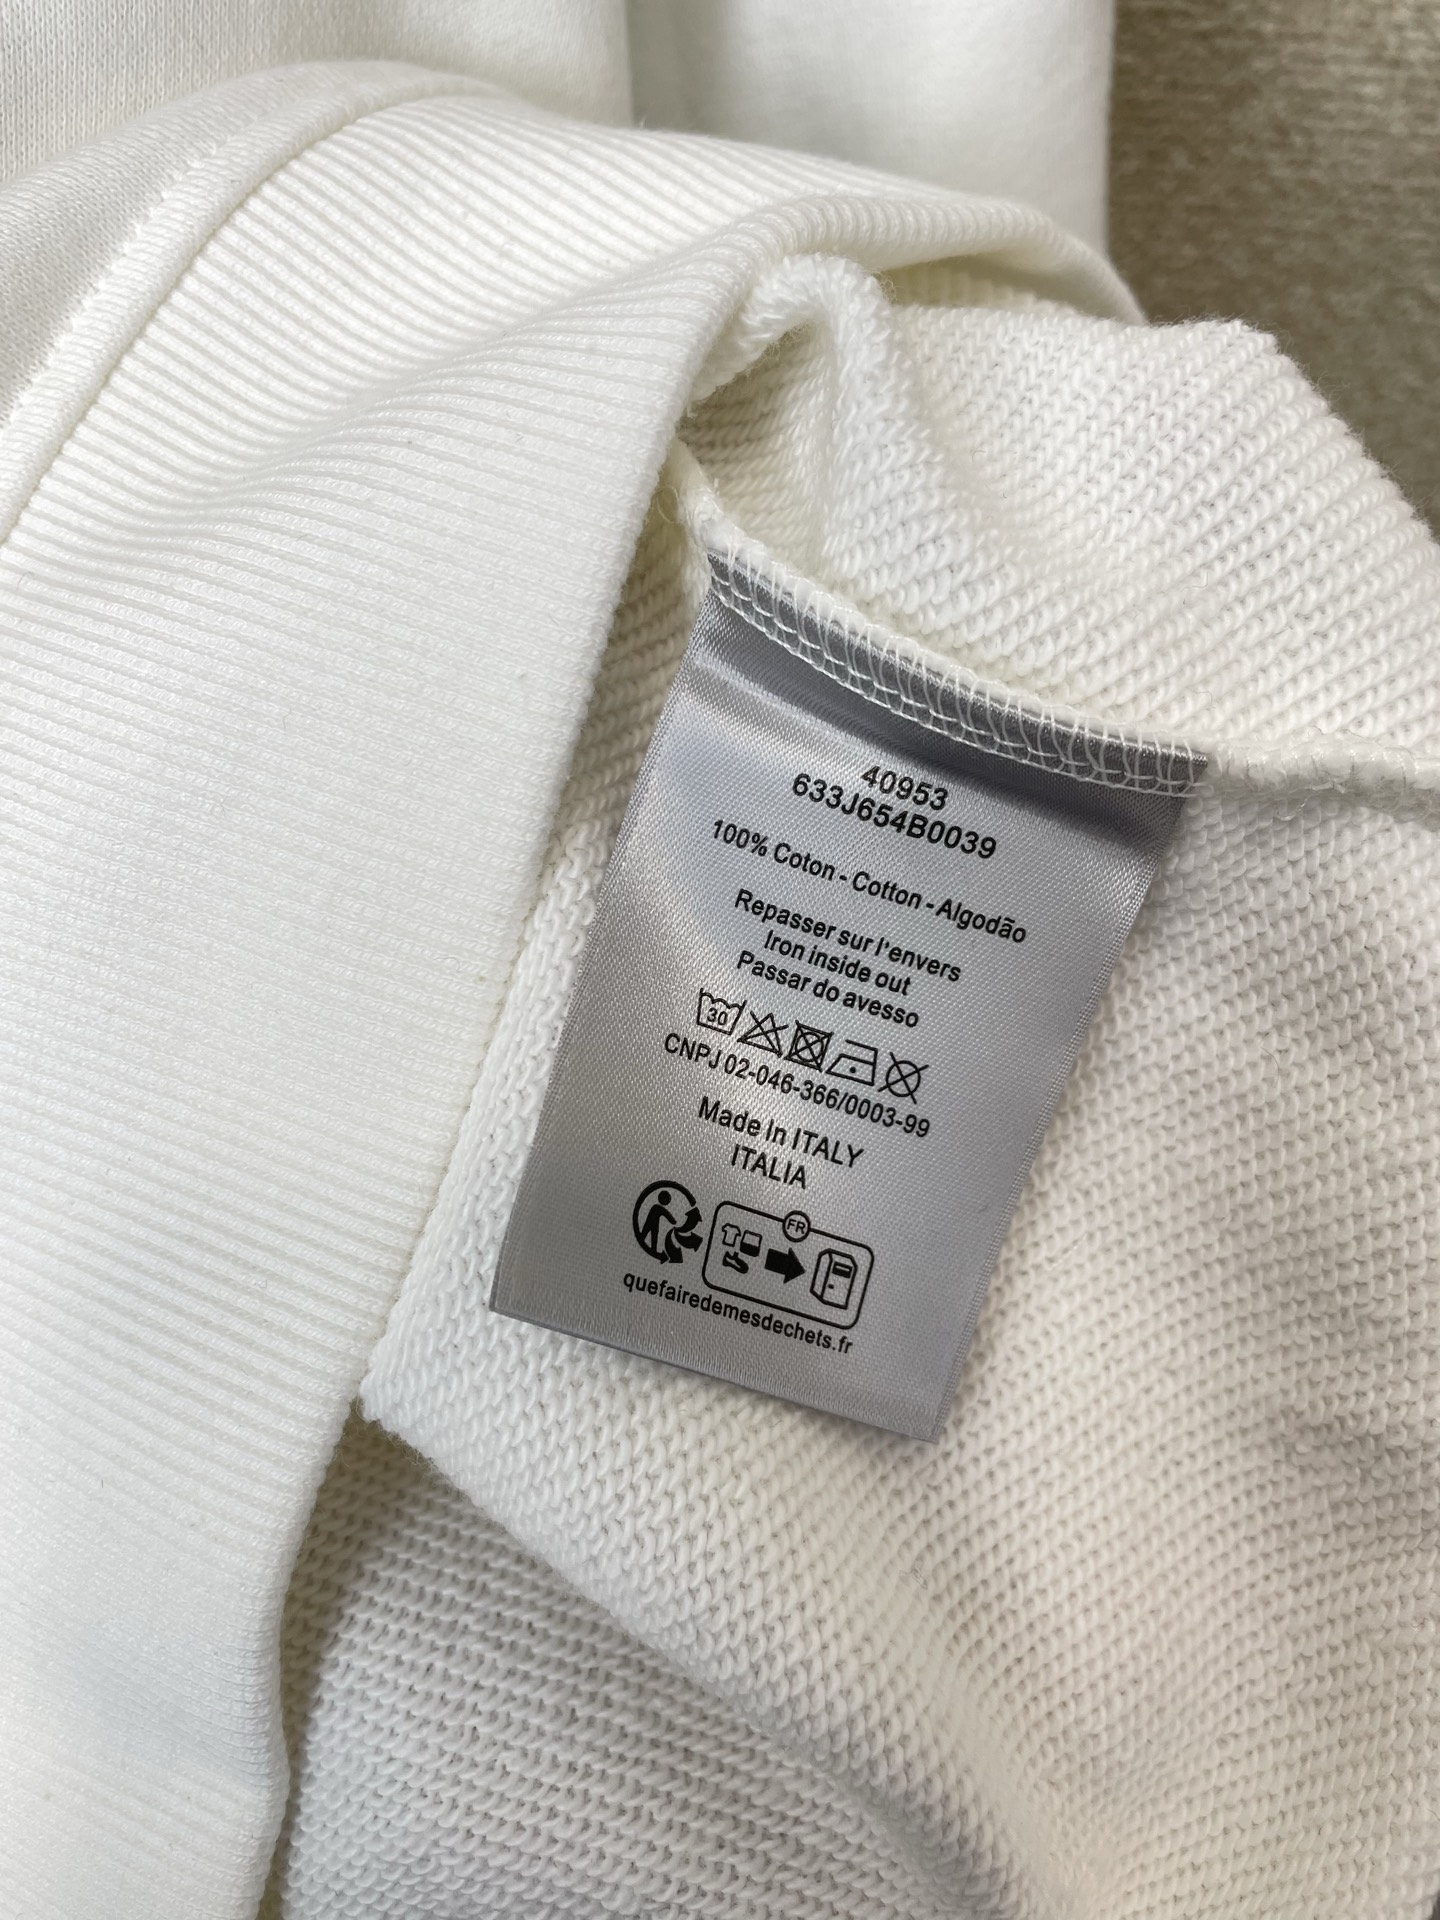 40953
633J654B0039
100% Coton - Cotton - Algodão
Repasser sur l'envers
Iron inside out
Passar do avesso
30
CNPJ 02-046-366/0003-99
Made In ITALY
ITALIA
FR
quefairedemesdechets.fr